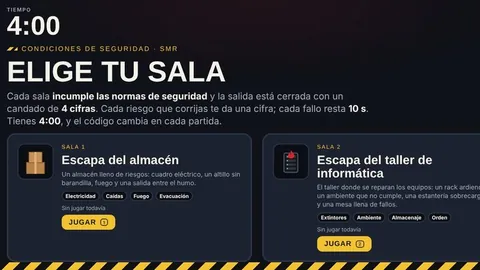 TIEMPO
4:00
CONDICIONES DE SEGURIDAD · SMR
ELIGE TU SALA
Cada sala incumple las normas de seguridad y la salida está cerrada con un
candado de 4 cifras. Cada riesgo que corrijas te da una cifra; cada fallo resta 10 s.
Tienes 4:00, y el código cambia en cada partida.
SALA 1
Escapa del almacén
Un almacén lleno de riesgos: cuadro eléctrico, un altillo sin
barandilla, fuego y una salida entre el humo.
Electricidad Caídas Fuego Evacuación
Sin jugar todavía
JUGAR 1
SALA 2
Escapa del taller de
informática
El taller donde se reparan los equipos: un rack ardiendo,
un ambiente que no cumple, una estantería sobrecarg
y una mesa llena de fallos.
Extintores Ambiente Almacenaje Orden
Sin jugar todavía
JUGAR 2